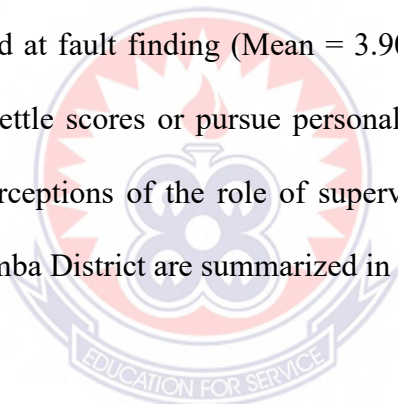 d at fault finding (Mean = 3.90
ettle scores or pursue personal
rceptions of the role of superv
mba District are summarized in
EDUCATION FOR SERVICE